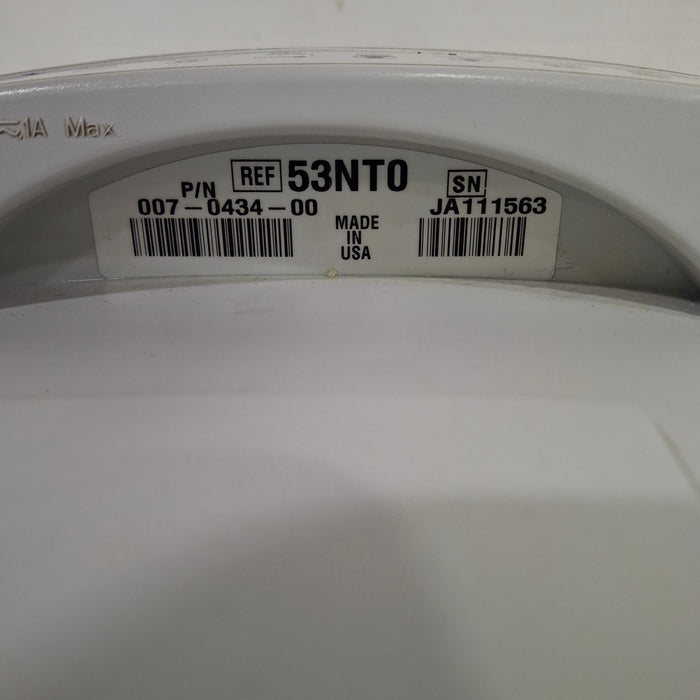 1A Max.
REF 53NT0
P/N
007-0434-00
SN
JA111563
MADE
IN
USA